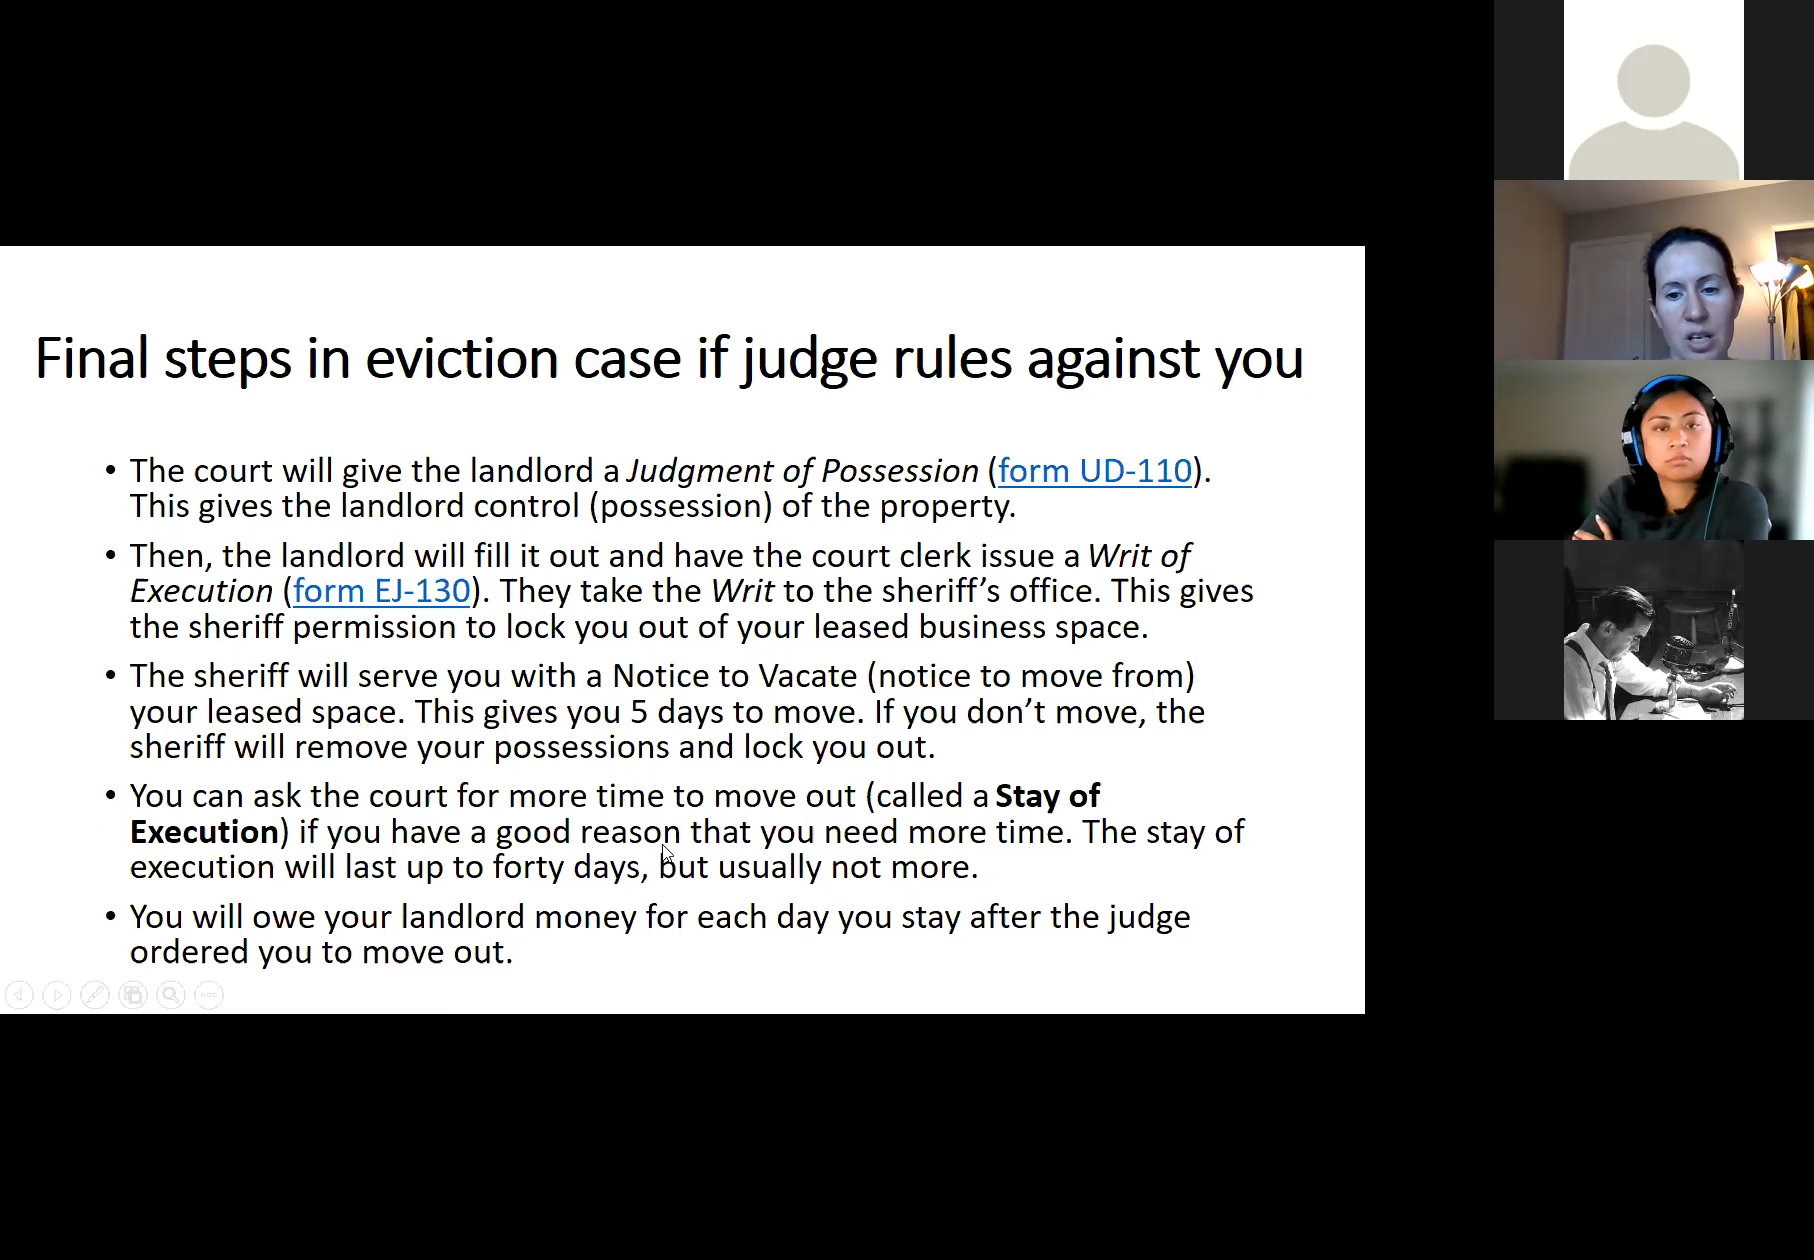 Final steps in eviction case if judge rules against you
• The court will give the landlord a Judgment of Possession (form UD-110).
This gives the landlord control (possession) of the property.
• Then, the landlord will fill it out and have the court clerk issue a Writ of
Execution (form EJ-130). They take the Writ to the sheriff’s office. This gives
the sheriff permission to lock you out of your leased business space.
• The sheriff will serve you with a Notice to Vacate (notice to move from)
your leased space. This gives you 5 days to move. If you don’t move, the
sheriff will remove your possessions and lock you out.
• You can ask the court for more time to move out (called a Stay of
Execution) if you have a good reason that you need more time. The stay of
execution will last up to forty days, but usually not more.
• You will owe your landlord money for each day you stay after the judge
ordered you to move out.